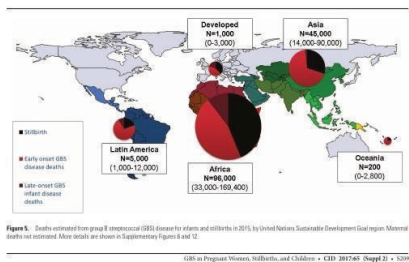 Developed
N=1,000
(0-3,000)
Asia
N=45,000
(14,000-90,000)
Stillbirth
Early-onset GBS
disease deaths
Late-onset GBS
infant disease
deaths
Latin America
N=5,000
(1,000-12,000)
Africa
N=96,000
(33,000-169,400)
Oceania
N=200
(0-2,800)
Figure 5. Deaths estimated from group B streptococcal (GBS) disease for infants and stillbirths in 2015, by United Nations Sustainable Development Goal region. Maternal
deaths not estimated. More details are shown in Supplementary Figures 6 and 12.
GBS in Pregnant Women, Stillbirths, and Children • CID 2017:65 (Suppl 2) • S209